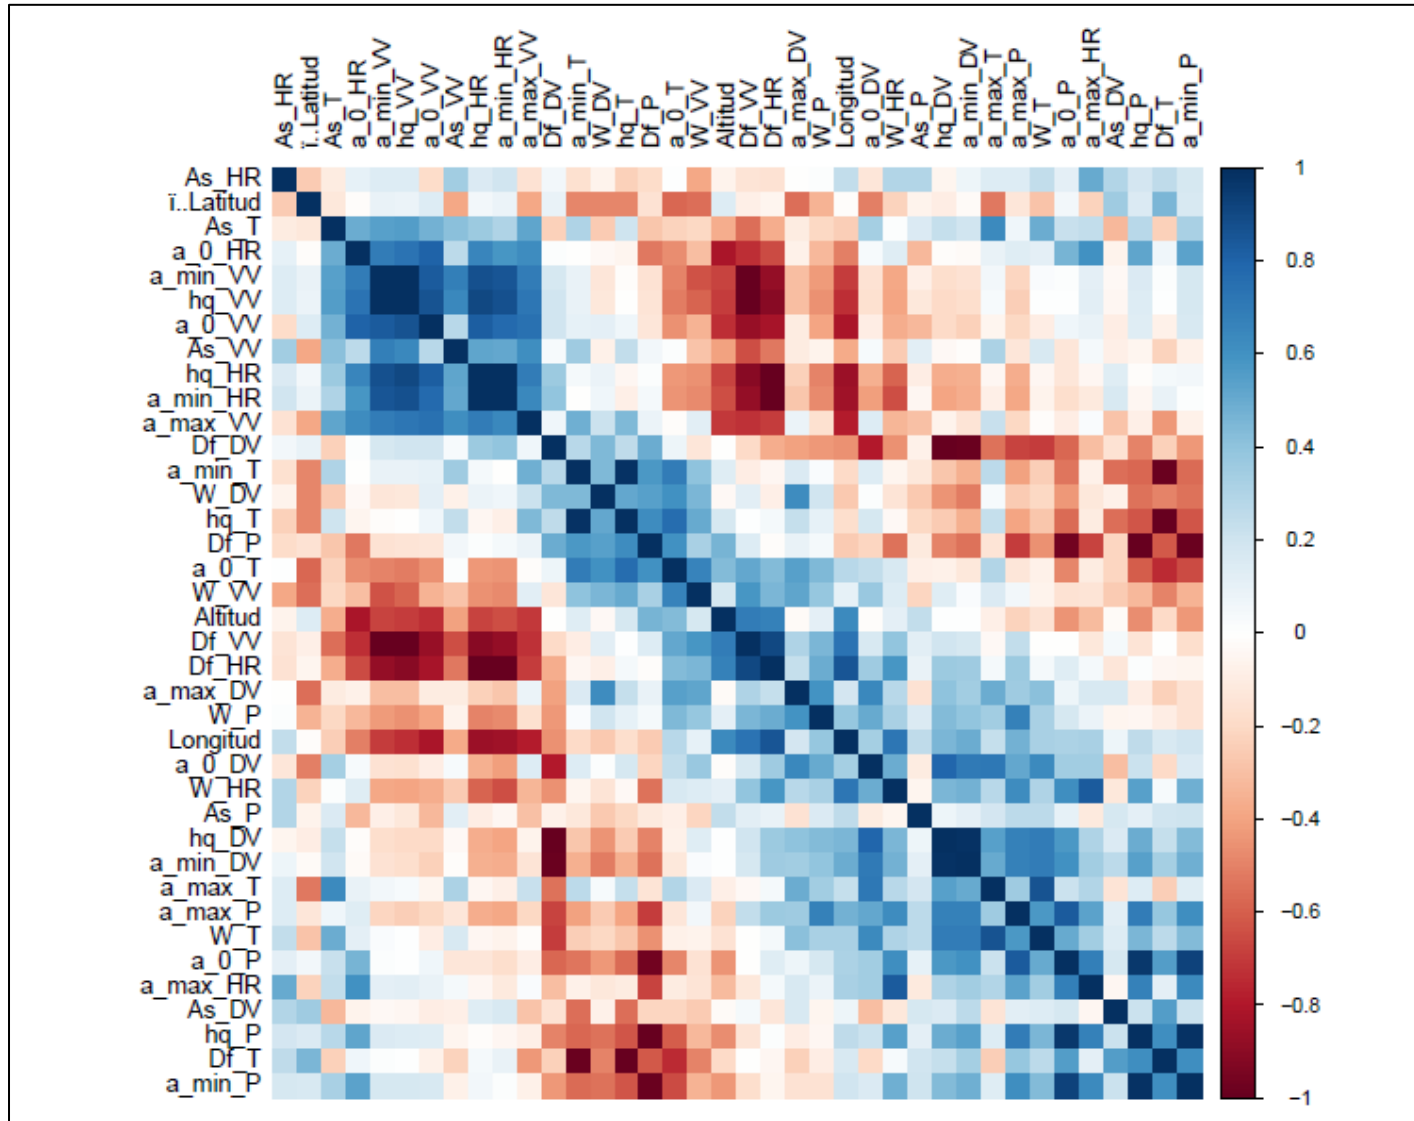 As_HR
ï..Latitud
As_T
a_0_HR
a_min_VV
hq_VV
a_0_VV
As_VV
hq_HR
a_min_HR
a_max_VV
Df_DV
a_min_T
W_DV
hq_T
Df_P
a_0_T
W_VV
Altitud
Df_VV
Df_HR
a_max_DV
W_P
Longitud
a_0_DV
W_HR
As_P
hq_DV
a_min_DV
a_max_T
a_max_P
W_T
a_0_P
a_max_HR
As_DV
hq_P
Df_T
a_min_P
As_HR
ï..Latitud
As_T
a_0_HR
a_min_VV
hq_VV
a_0_VV
As_VV
hq_HR
a_min_HR
a_max_VV
Df_DV
a_min_T
W_DV
hq_T
Df_P
a_0_T
W_VV
Altitud
Df_VV
Df_HR
a_max_DV
W_P
Longitud
a_0_DV
W_HR
As_P
hq_DV
a_min_DV
a_max_T
a_max_P
W_T
a_0_P
a_max_HR
As_DV
hq_P
Df_T
a_min_P
1
0.8
0.6
0.4
0.2
0
−0.2
−0.4
−0.6
−0.8
−1